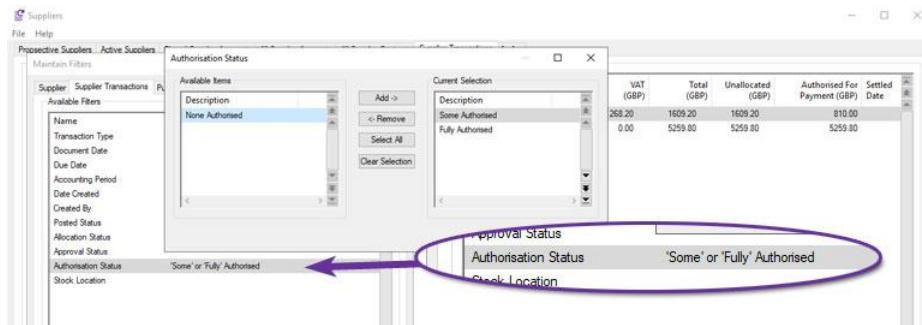 Suppliers
File Help
Propsective Suppliers Active Suppliers
Maintain Filters
Supplier Supplier Transactions
Available Filters
Name
Transaction Type
Document Date
Due Date
Accounting Period
Date Created
Created By
Posted Status
Allocation Status
Approval Status
Authorisation Status 'Some' or 'Fully' Authorised
Stock Location
Authorisation Status
Available Items
Description
None Authorised
Add ->
<- Remove
Select All
Clear Selection
Current Selection
Description
Some Authorised
Fully Authorised
VAT (GBP) Total (GBP) Unallocated (GBP) Authorised For Payment (GBP) Settled Date
268.20 1609.20 1609.20 810.00
0.00 5259.80 5259.80 5259.80
Approval Status
Authorisation Status 'Some' or 'Fully' Authorised
Stock Location